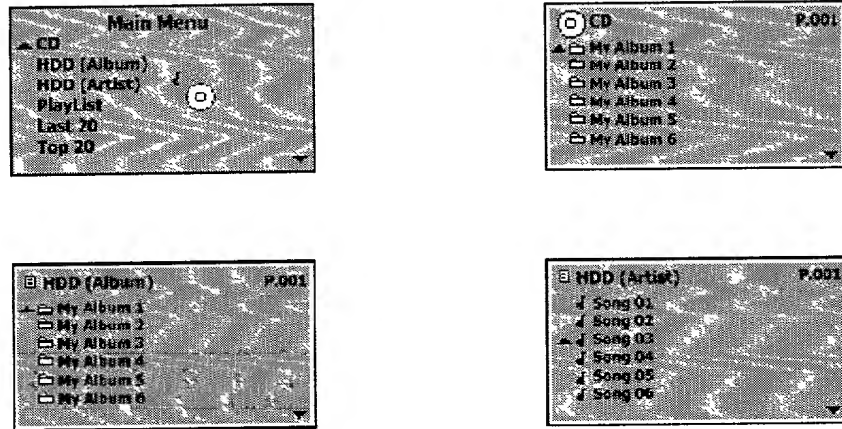 Main Menu
CD
HDD (Album)
HDD (Artist)
PlayList
Last 20
Top 20
CD P.001
My Album 1
My Album 2
My Album 3
My Album 4
My Album 5
My Album 6
HDD (Album) P.001
My Album 1
My Album 2
My Album 3
My Album 4
My Album 5
My Album 6
HDD (Artist) P.001
Song 01
Song 02
Song 03
Song 04
Song 05
Song 06